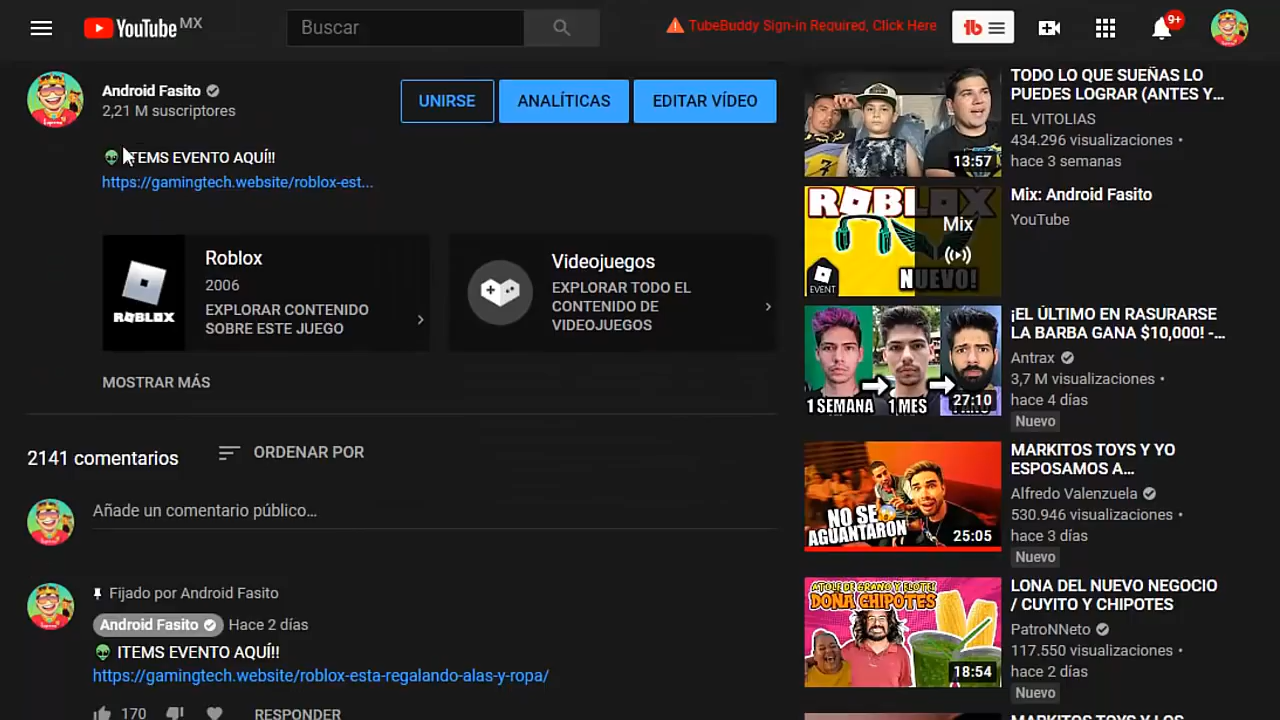 YouTube MX
Buscar
TubeBuddy Sign-in Required, Click Here
tb
9+
Android Fasito
2,21 M suscriptores
UNIRSE
ANALÍTICAS
EDITAR VÍDEO
ITEMS EVENTO AQUÍ!!
https://gamingtech.website/roblox-est...
ROBLOX
Roblox
2006
EXPLORAR CONTENIDO
SOBRE ESTE JUEGO
Videojuegos
EXPLORAR TODO EL
CONTENIDO DE
VIDEOJUEGOS
MOSTRAR MÁS
2141 comentarios
ORDENAR POR
Añade un comentario público...
Fijado por Android Fasito
Android Fasito
Hace 2 días
ITEMS EVENTO AQUÍ!!
https://gamingtech.website/roblox-esta-regalando-alas-y-ropa/
170
RESPONDER
13:57
TODO LO QUE SUEÑAS LO
PUEDES LOGRAR (ANTES Y...
EL VITOLIAS
434.296 visualizaciones •
hace 3 semanas
ROBLOX
Mix
EVENT
NUEVO!
Mix: Android Fasito
YouTube
1 SEMANA
1 MES
27:10
¡EL ÚLTIMO EN RASURARSE
LA BARBA GANA $10,000! -...
Antrax
3,7 M visualizaciones •
hace 4 días
Nuevo
NO SE
AGUANTARON
25:05
MARKITOS TOYS Y YO
ESPOSAMOS A...
Alfredo Valenzuela
530.946 visualizaciones •
hace 3 días
Nuevo
ATOLE DE GRANO Y ELOTE!
DOÑA CHIPOTES
18:54
LONA DEL NUEVO NEGOCIO
/ CUYITO Y CHIPOTES
PatroNNeto
117.550 visualizaciones •
hace 2 días
Nuevo
MARKITOS TOYS Y LOS